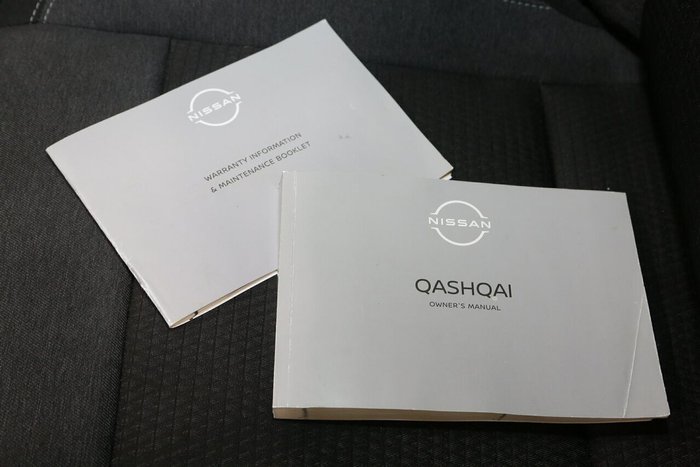 NISSAN
WARRANTY INFORMATION
& MAINTENANCE BOOKLET
NISSAN
QASHQAI
OWNER'S MANUAL